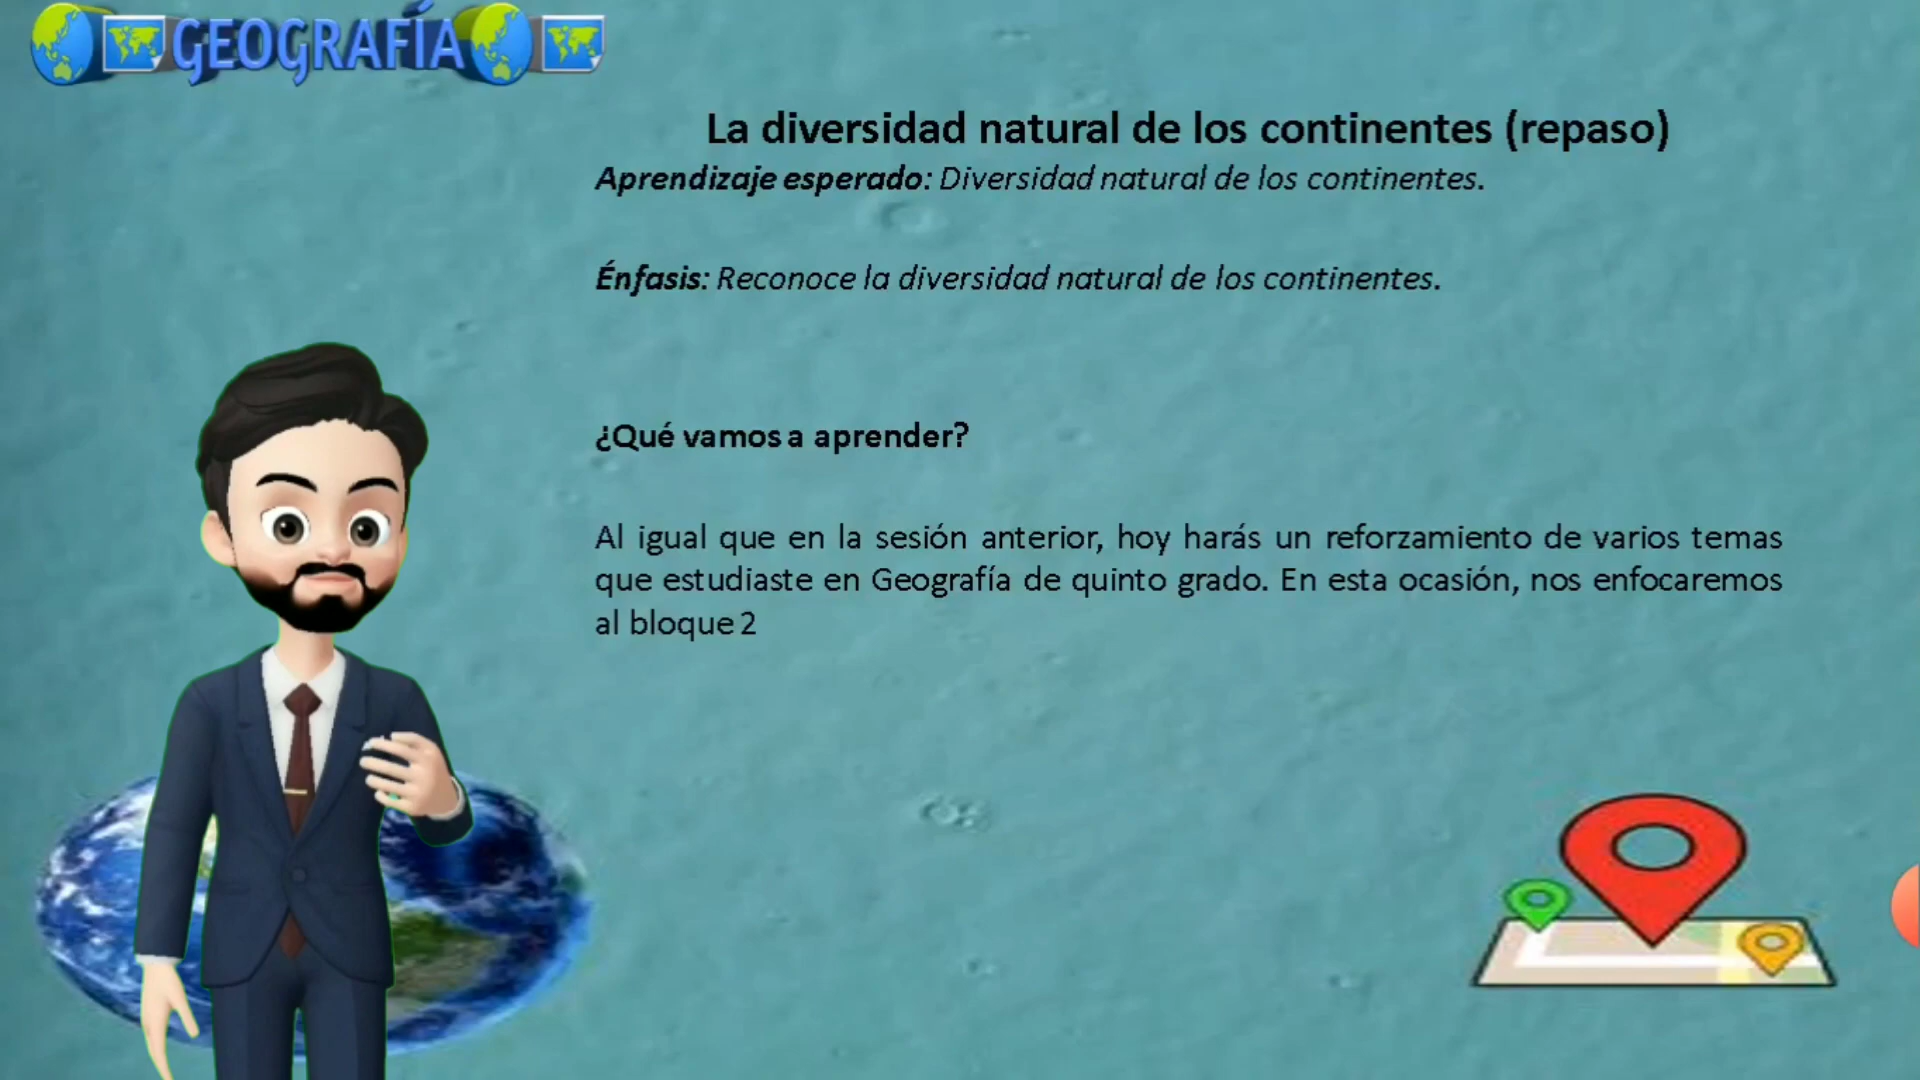 GEOGRAFÍA
La diversidad natural de los continentes (repaso)
Aprendizaje esperado: Diversidad natural de los continentes.
Énfasis: Reconoce la diversidad natural de los continentes.
¿Qué vamos a aprender?
Al igual que en la sesión anterior, hoy harás un reforzamiento de varios temas
que estudiaste en Geografía de quinto grado. En esta ocasión, nos enfocaremos
al bloque 2